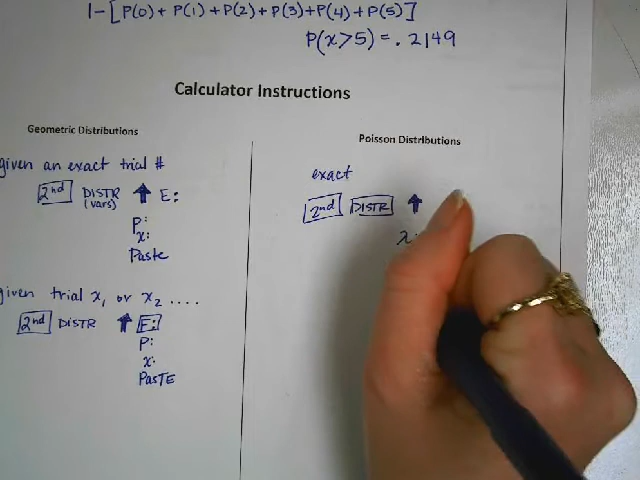 1-[P(0)+P(1)+P(2)+P(3)+P(4)+P(5)]
P(x>5)=.2149
Calculator Instructions
Geometric Distributions
given an exact trial #
2nd DISTR ↑ E:
(vars)
P:
x:
Paste
given trial x₁ or x₂ ....
2nd DISTR ↑ E:
P:
x:
PASTE
Poisson Distributions
exact
2nd DISTR ↑